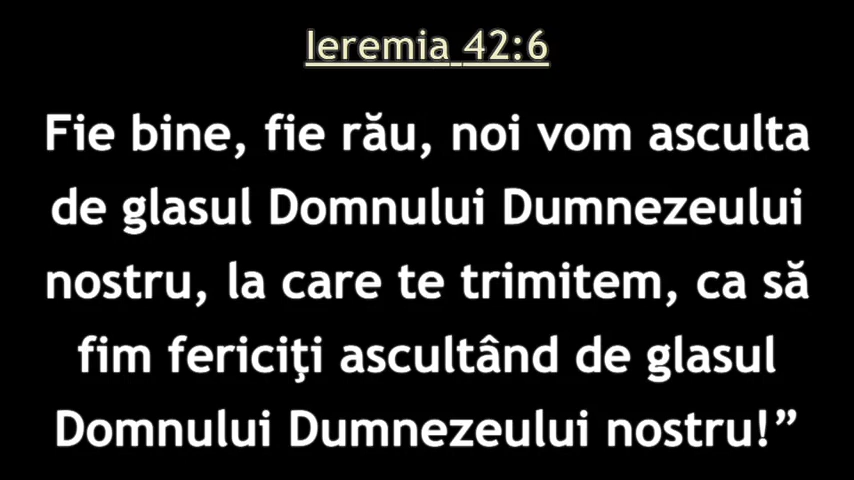 Ieremia 42:6
Fie bine, fie rău, noi vom asculta
de glasul Domnului Dumnezeului
nostru, la care te trimitem, ca să
fim fericiţi ascultând de glasul
Domnului Dumnezeului nostru!”